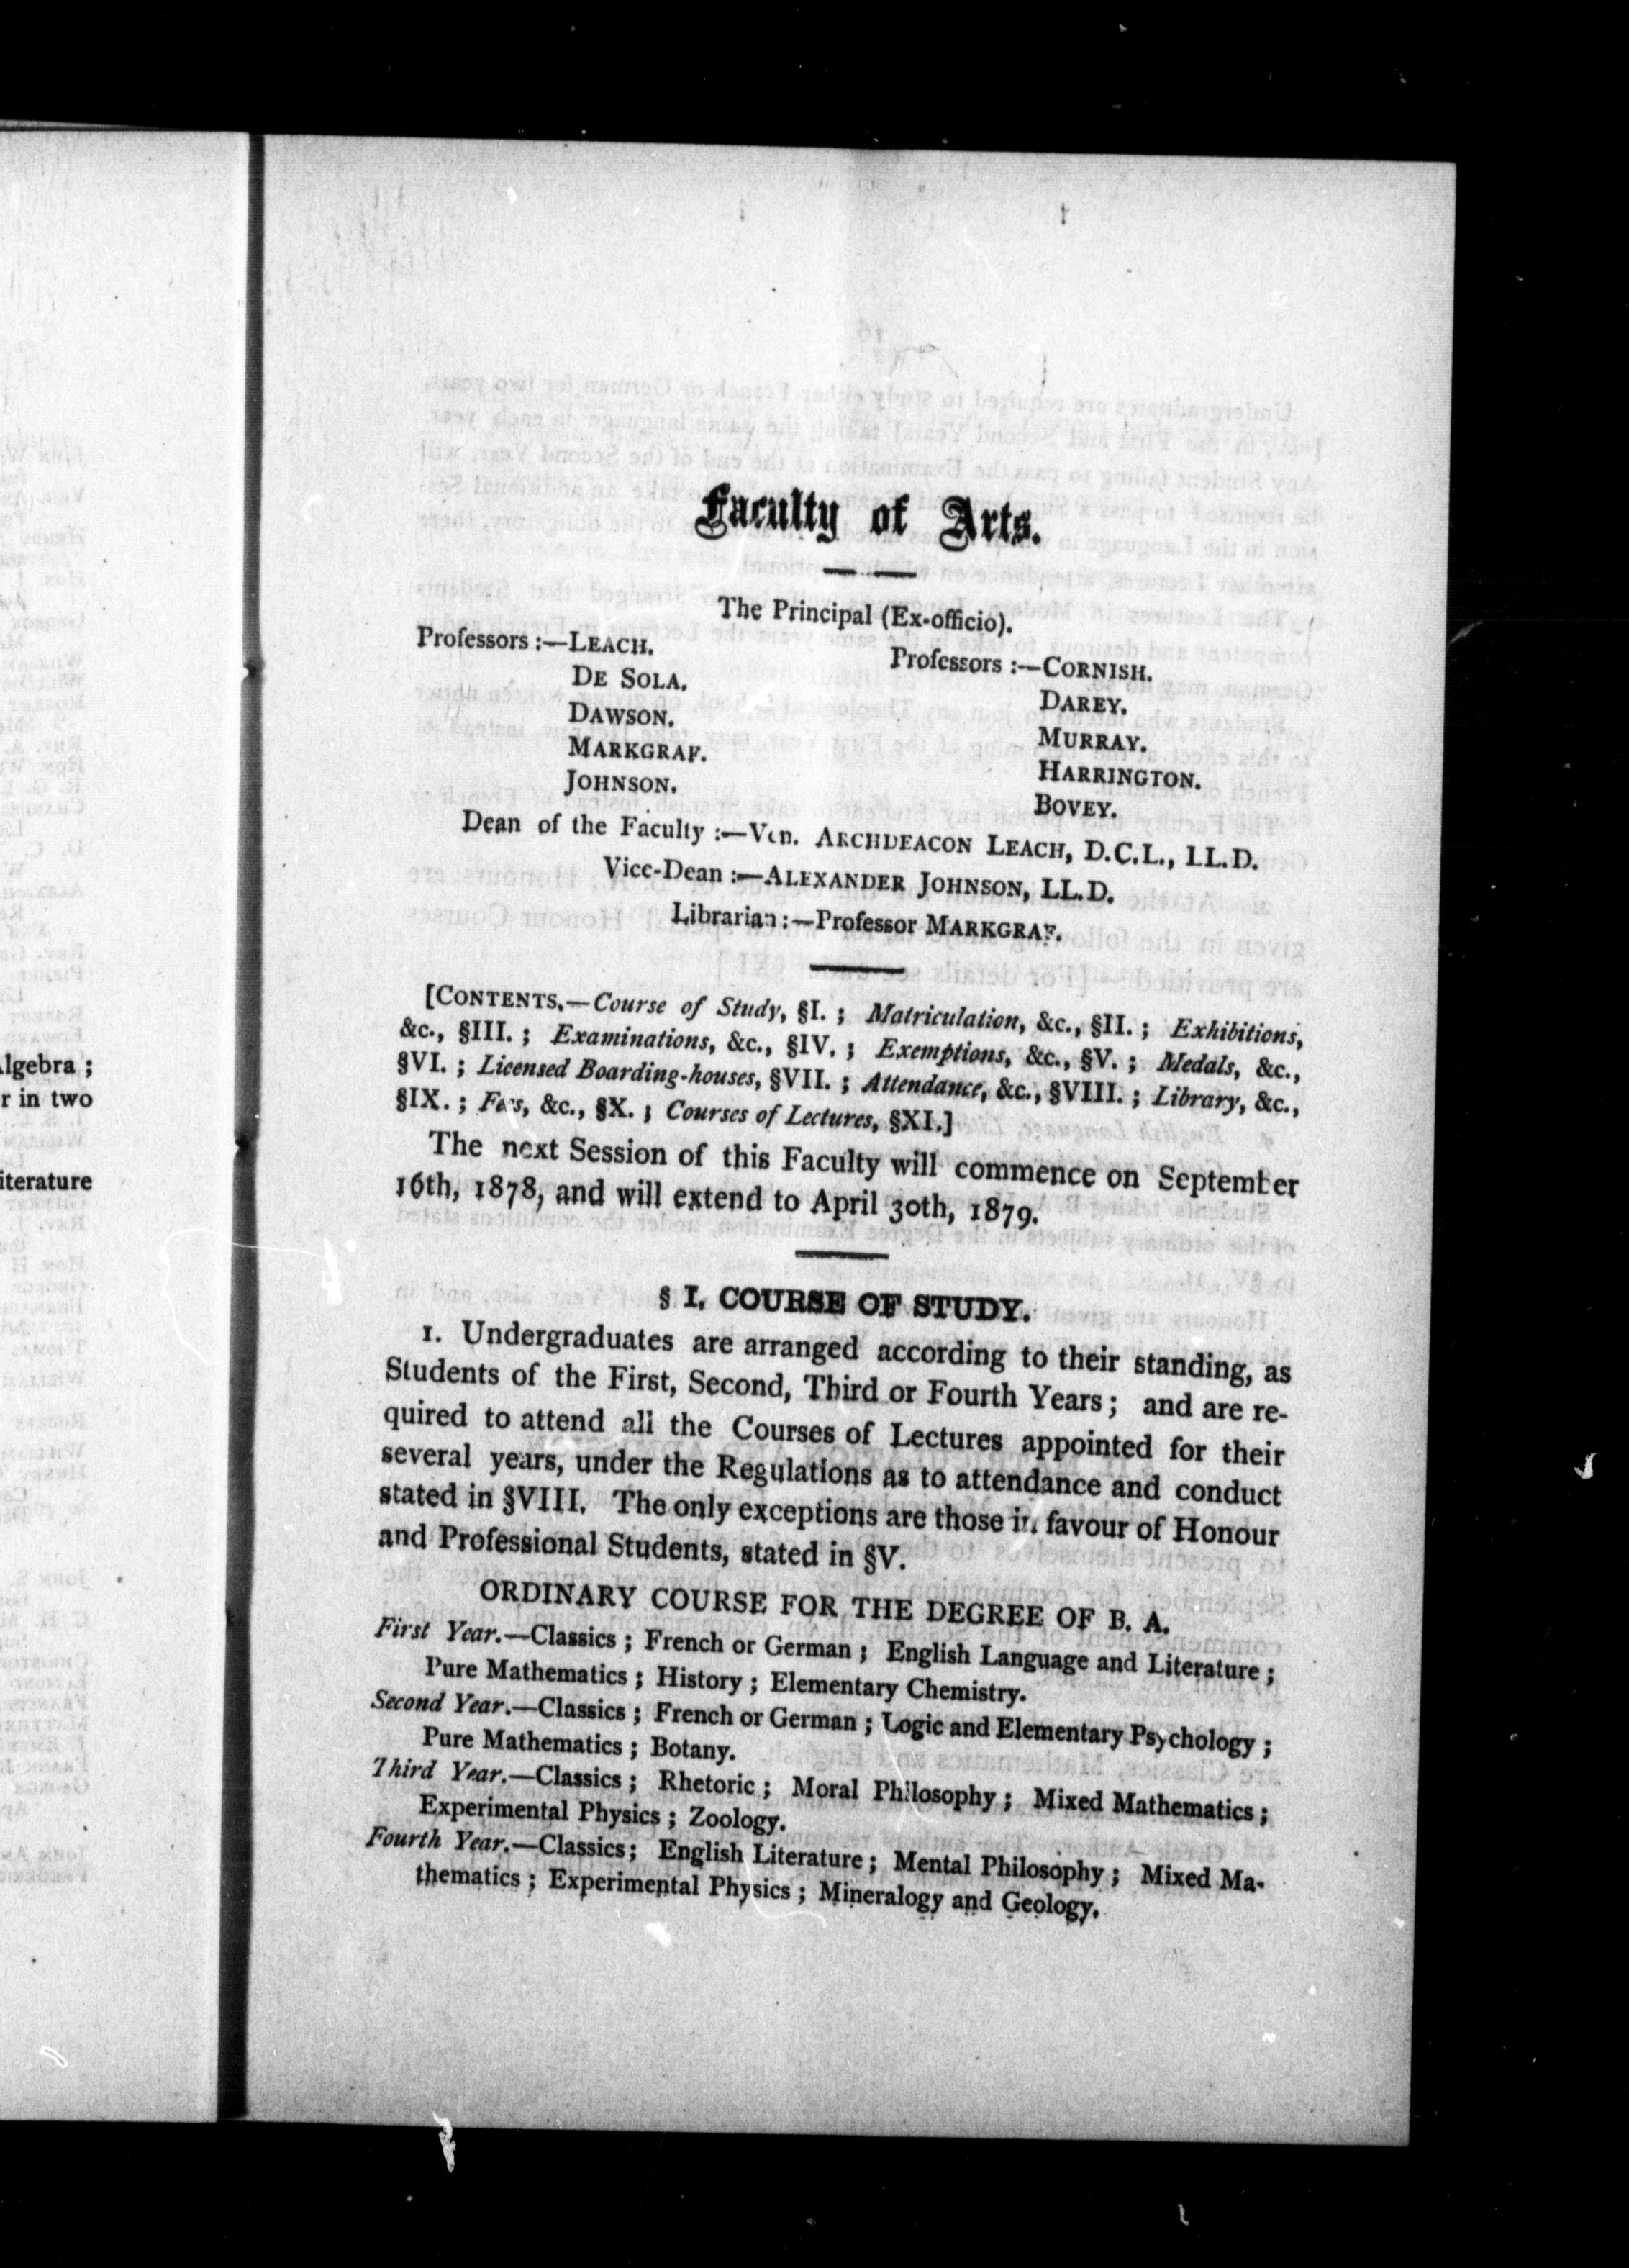 Faculty of Arts.
The Principal (Ex-officio).
Professors :—LEACH.
DE SOLA.
DAWSON.
MARKGRAF.
JOHNSON.
Professors :—CORNISH.
DAREY.
MURRAY.
HARRINGTON.
BOVEY.
Dean of the Faculty :—Ven. ARCHDEACON LEACH, D.C.L., LL.D.
Vice-Dean :—ALEXANDER JOHNSON, LL.D.
Librarian :—Professor MARKGRAF.
[CONTENTS.—Course of Study, §I. ; Matriculation, &c., §II. ; Exhibitions,
&c., §III. ; Examinations, &c., §IV. ; Exemptions, &c., §V. ; Medals, &c.,
§VI. ; Licensed Boarding-houses, §VII. ; Attendance, &c., §VIII. ; Library, &c.,
§IX. ; Fees, &c., §X. ; Courses of Lectures, §XI.]
The next Session of this Faculty will commence on September
16th, 1878, and will extend to April 30th, 1879.
§ I. COURSE OF STUDY.
1. Undergraduates are arranged according to their standing, as
Students of the First, Second, Third or Fourth Years ; and are re-
quired to attend all the Courses of Lectures appointed for their
several years, under the Regulations as to attendance and conduct
stated in §VIII. The only exceptions are those in favour of Honour
and Professional Students, stated in §V.
ORDINARY COURSE FOR THE DEGREE OF B. A.
First Year.—Classics ; French or German ; English Language and Literature ;
Pure Mathematics ; History ; Elementary Chemistry.
Second Year.—Classics ; French or German ; Logic and Elementary Psychology ;
Pure Mathematics ; Botany.
Third Year.—Classics ; Rhetoric ; Moral Philosophy ; Mixed Mathematics ;
Experimental Physics ; Zoology.
Fourth Year.—Classics ; English Literature ; Mental Philosophy ; Mixed Ma-
thematics ; Experimental Physics ; Mineralogy and Geology.
lgebra ;
r in two
iterature